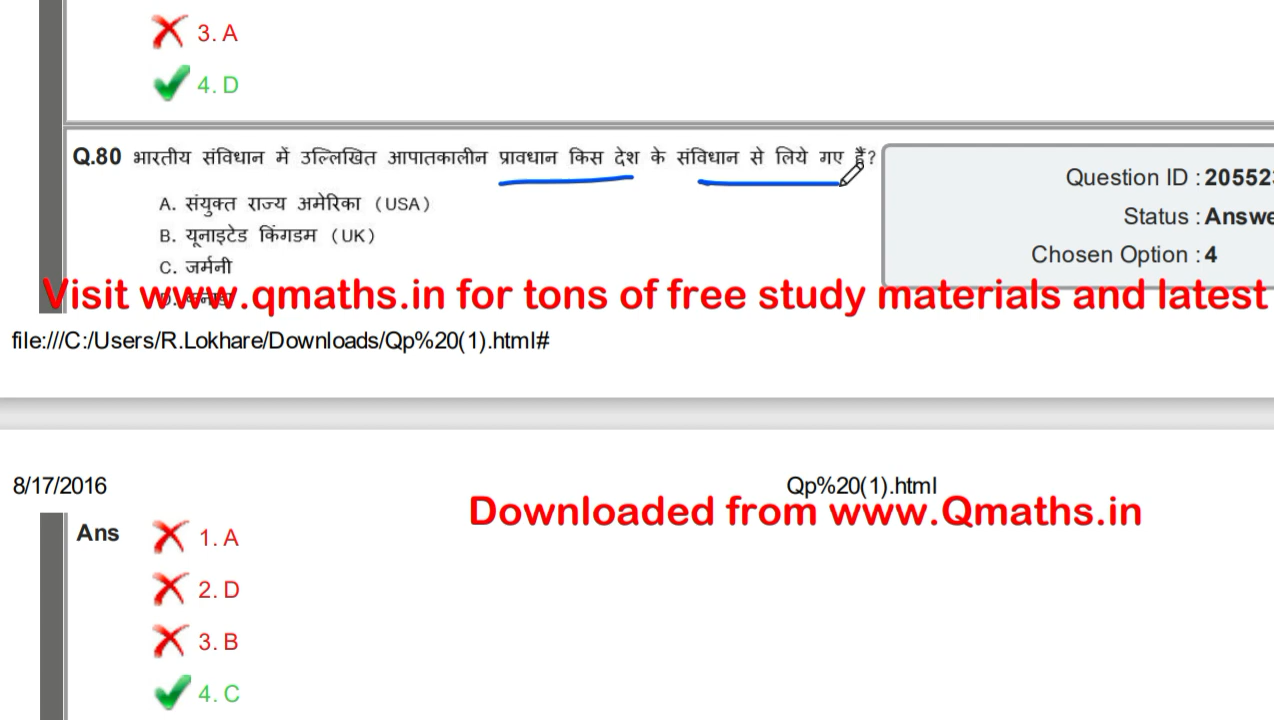 3. A
4. D
Q.80 भारतीय संविधान में उल्लिखित आपातकालीन प्रावधान किस देश के संविधान से लिये गए हैं?
A. संयुक्त राज्य अमेरिका (USA)
B. यूनाइटेड किंगडम (UK)
C. जर्मनी
D.
Question ID : 20552
Status : Answe
Chosen Option : 4
Visit www.qmaths.in for tons of free study materials and latest
file:///C:/Users/R.Lokhare/Downloads/Qp%20(1).html#
8/17/2016 Qp%20(1).html
Downloaded from www.Qmaths.in
Ans 1. A
2. D
3. B
4. C